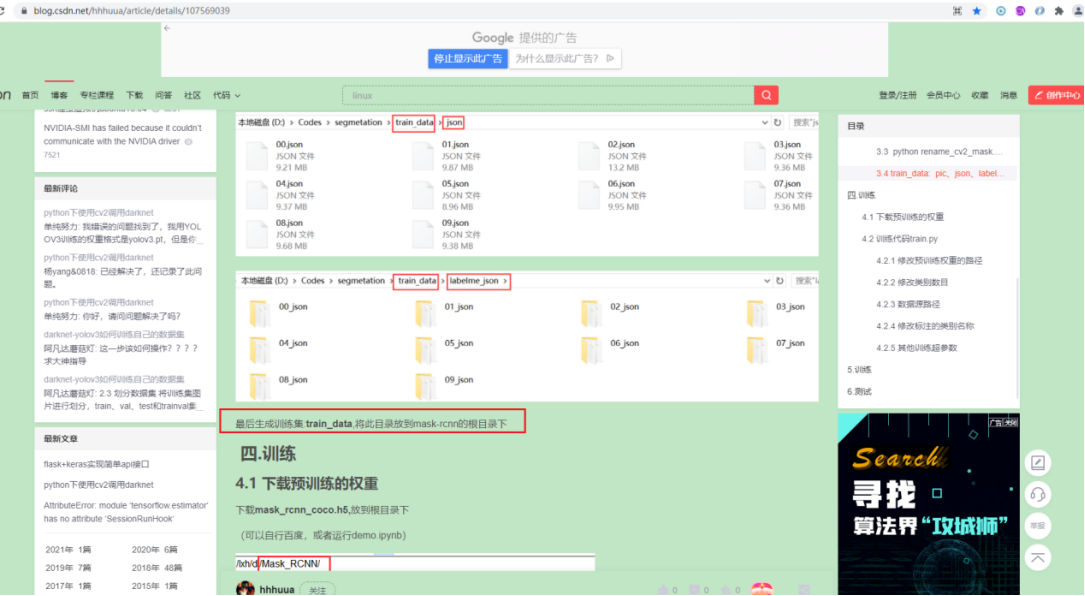 blog.csdn.net/hhhuua/article/details/107569039
Google 提供的广告
停止显示此广告 为什么显示此广告?
首页 博客 专栏课程 下载 问答 社区 代码
linux
登录/注册 会员中心 收藏 消息 创作中心
NVIDIA-SMI has failed because it couldn't
communicate with the NVIDIA driver
7521
最新评论
python下使用cv2调用darknet
单纯努力: 我错误的问题找到了，我用YOL
OV3训练的权重格式是yolov3.pt，但是你...
python下使用cv2调用darknet
杨yang&0818: 已经解决了，还记录了此问
题。
python下使用cv2调用darknet
单纯努力: 你好，请问问题解决了吗?
darknet-yolov3如何训练自己的数据集
阿凡达蘑菇灯: 这一步该如何操作? ? ? ?
求大神指导
darknet-yolov3如何训练自己的数据集
阿凡达蘑菇灯: 2.3 划分数据集 将训练集图
片进行划分，train、val、test和trainval集...
最新文章
flask+keras实现简单api接口
python下使用cv2调用darknet
AttributeError: module 'tensorflow.estimator'
has no attribute 'SessionRunHook'
2021年 1篇 2020年 6篇
2019年 7篇 2018年 48篇
2017年 1篇 2015年 1篇
本地磁盘 (D:) › Codes › segmetation › train_data › json
00.json
JSON 文件
9.21 MB
01.json
JSON 文件
9.87 MB
02.json
JSON 文件
13.2 MB
03.json
JSON 文件
9.36 MB
04.json
JSON 文件
9.37 MB
05.json
JSON 文件
8.96 MB
06.json
JSON 文件
9.95 MB
07.json
JSON 文件
9.36 MB
08.json
JSON 文件
9.68 MB
09.json
JSON 文件
9.38 MB
本地磁盘 (D:) › Codes › segmetation › train_data › labelme_json ›
00_json 01_json 02_json 03_json
04_json 05_json 06_json 07_json
08_json 09_json
最后生成训练集,train_data,将此目录放到mask-rcnn的根目录下
四.训练
4.1 下载预训练的权重
下载mask_rcnn_coco.h5,放到根目录下
（可以自行百度，或者运行demo.ipynb）
/lxh/d/Mask_RCNN/
hhhuua 关注
0 0 0
目录
3.3 python rename_cv2_mask....
3.4 train_data: pic、json、label...
四.训练
4.1 下载预训练的权重
4.2 训练代码train.py
4.2.1 修改预训练权重的路径
4.2.2 修改类别数目
4.2.3 数据源路径
4.2.4 修改标注的类别名称
4.2.5 其他训练超参数
5.训练
6.测试
广告 关闭
Search
寻找
算法界“攻城狮”
举报